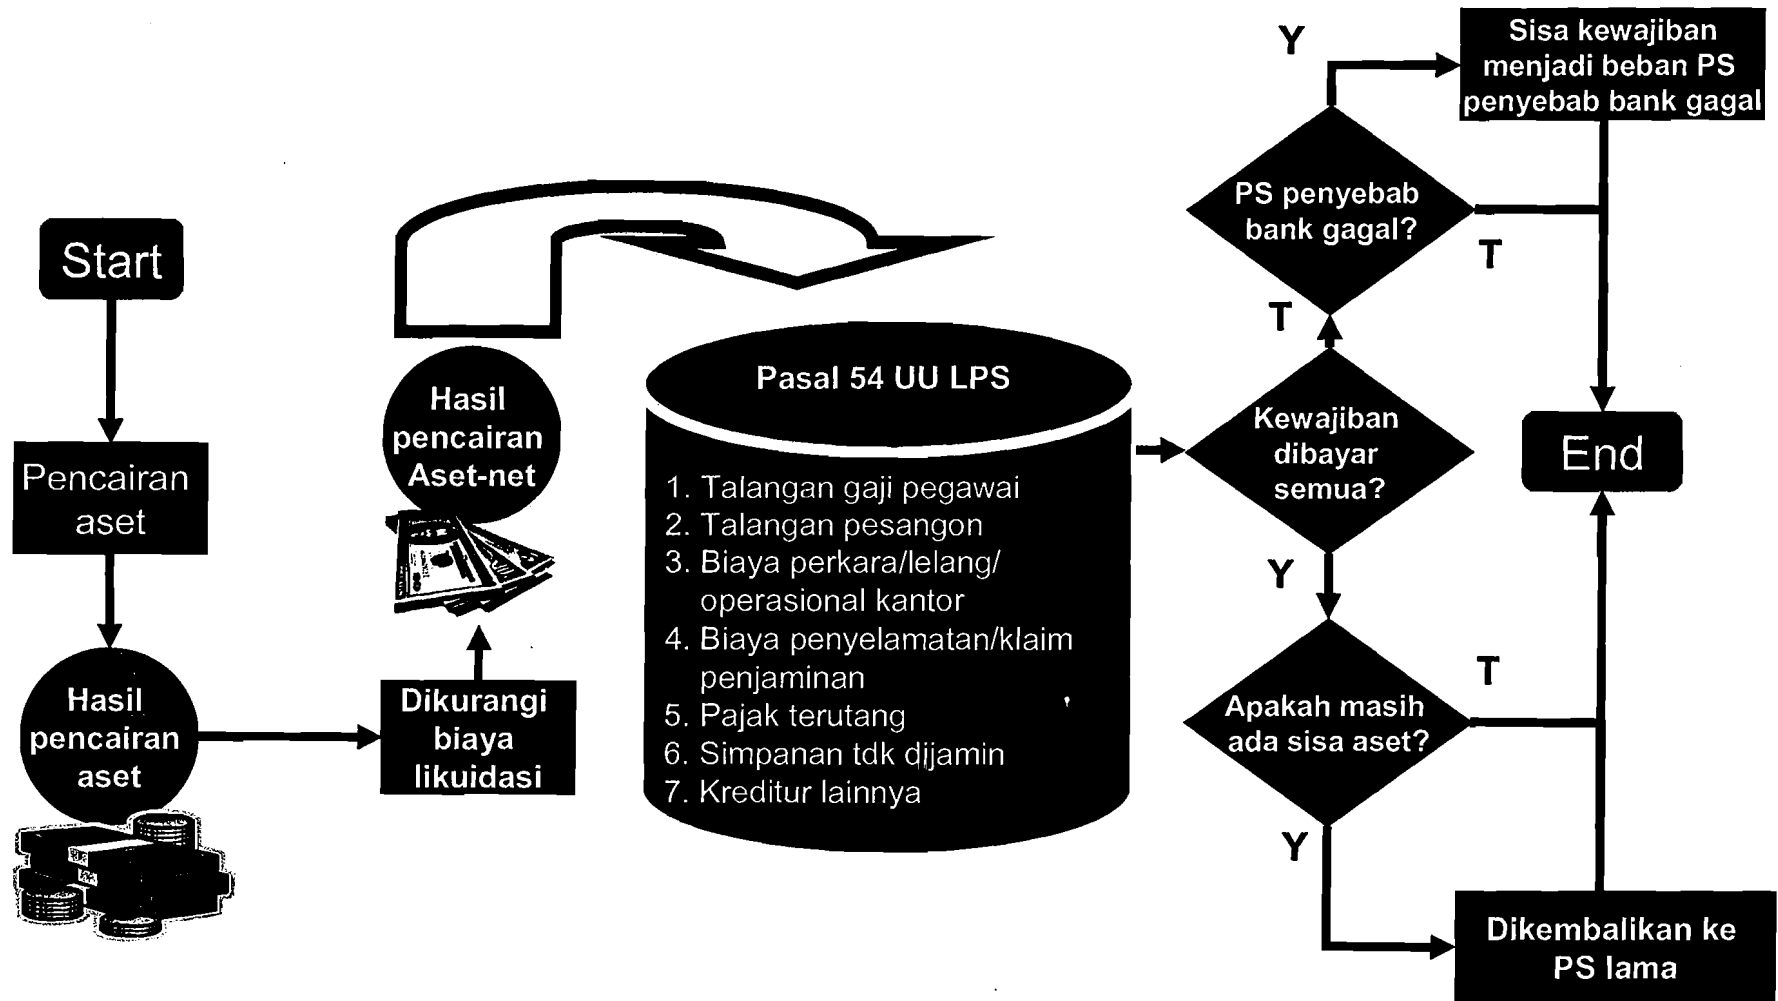 Start
Pencairan
aset
Hasil
pencairan
aset
Dikurangi
biaya
likuidasi
Hasil
pencairan
Aset-net
Pasal 54 UU LPS
1. Talangan gaji pegawai
2. Talangan pesangon
3. Biaya perkara/lelang/
operasional kantor
4. Biaya penyelamatan/klaim
penjaminan
5. Pajak terutang
6. Simpanan tdk dijamin
7. Kreditur lainnya
Kewajiban
dibayar
semua?
T
PS penyebab
bank gagal?
Y
Sisa kewajiban
menjadi beban PS
penyebab bank gagal
T
Y
Apakah masih
ada sisa aset?
T
Y
Dikembalikan ke
PS lama
End